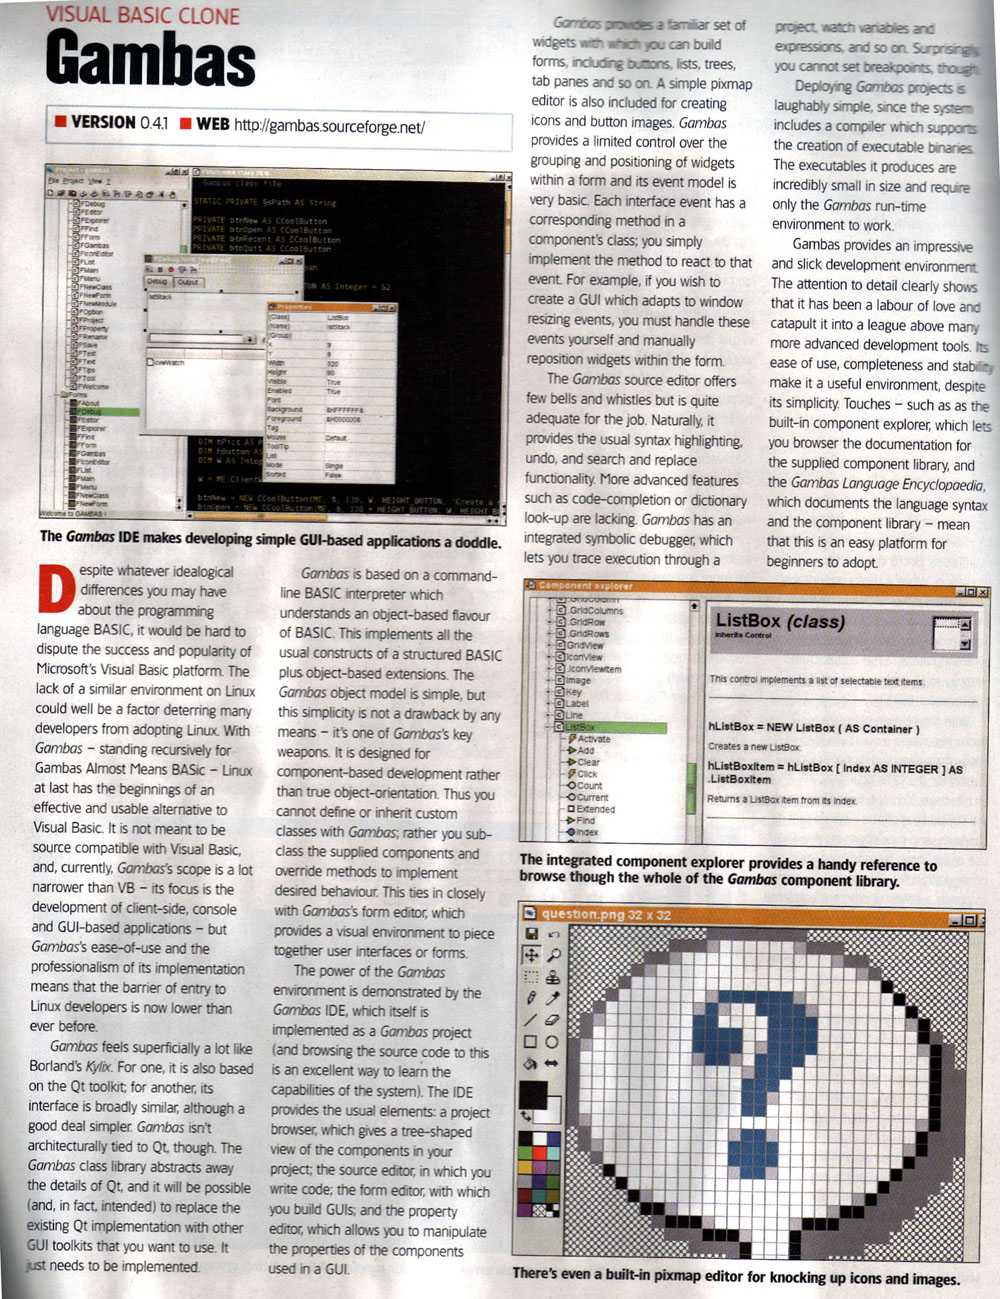 VISUAL BASIC CLONE
Gambas
VERSION 0.4.1 WEB http://gambas.sourceforge.net/
The Gambas IDE makes developing simple GUI-based applications a doddle.
Despite whatever idealogical
differences you may have
about the programming
language BASIC, it would be hard to
dispute the success and popularity of
Microsoft's Visual Basic platform. The
lack of a similar environment on Linux
could well be a factor deterring many
developers from adopting Linux. With
Gambas – standing recursively for
Gambas Almost Means BASic – Linux
at last has the beginnings of an
effective and usable alternative to
Visual Basic. It is not meant to be
source compatible with Visual Basic,
and, currently, Gambas's scope is a lot
narrower than VB – its focus is the
development of client-side, console
and GUI-based applications – but
Gambas's ease-of-use and the
professionalism of its implementation
means that the barrier of entry to
Linux developers is now lower than
ever before.
Gambas feels superficially a lot like
Borland's Kylix. For one, it is also based
on the Qt toolkit; for another, its
interface is broadly similar, although a
good deal simpler. Gambas isn't
architecturally tied to Qt, though. The
Gambas class library abstracts away
the details of Qt, and it will be possible
(and, in fact, intended) to replace the
existing Qt implementation with other
GUI toolkits that you want to use. It
just needs to be implemented.
Gambas is based on a command-
line BASIC interpreter which
understands an object-based flavour
of BASIC. This implements all the
usual constructs of a structured BASIC
plus object-based extensions. The
Gambas object model is simple, but
this simplicity is not a drawback by any
means – it's one of Gambas's key
weapons. It is designed for
component-based development rather
than true object-orientation. Thus you
cannot define or inherit custom
classes with Gambas; rather you sub-
class the supplied components and
override methods to implement
desired behaviour. This ties in closely
with Gambas's form editor, which
provides a visual environment to piece
together user interfaces or forms.
The power of the Gambas
environment is demonstrated by the
Gambas IDE, which itself is
implemented as a Gambas project
(and browsing the source code to this
is an excellent way to learn the
capabilities of the system). The IDE
provides the usual elements: a project
browser, which gives a tree-shaped
view of the components in your
project; the source editor, in which you
write code; the form editor, with which
you build GUIs; and the property
editor, which allows you to manipulate
the properties of the components
used in a GUI.
Gambas provides a familiar set of
widgets with which you can build
forms, including buttons, lists, trees,
tab panes and so on. A simple pixmap
editor is also included for creating
icons and button images. Gambas
provides a limited control over the
grouping and positioning of widgets
within a form and its event model is
very basic. Each interface event has a
corresponding method in a
component's class; you simply
implement the method to react to that
event. For example, if you wish to
create a GUI which adapts to window
resizing events, you must handle these
events yourself and manually
reposition widgets within the form.
The Gambas source editor offers
few bells and whistles but is quite
adequate for the job. Naturally, it
provides the usual syntax highlighting,
undo, and search and replace
functionality. More advanced features
such as code-completion or dictionary
look-up are lacking. Gambas has an
integrated symbolic debugger, which
lets you trace execution through a
project, watch variables and
expressions, and so on. Surprisingly
you cannot set breakpoints, though.
Deploying Gambas projects is
laughably simple, since the system
includes a compiler which supports
the creation of executable binaries.
The executables it produces are
incredibly small in size and require
only the Gambas run-time
environment to work.
Gambas provides an impressive
and slick development environment.
The attention to detail clearly shows
that it has been a labour of love and
catapult it into a league above many
more advanced development tools. Its
ease of use, completeness and stability
make it a useful environment, despite
its simplicity. Touches – such as as the
built-in component explorer, which lets
you browse the documentation for
the supplied component library, and
the Gambas Language Encyclopaedia,
which documents the language syntax
and the component library – mean
that this is an easy platform for
beginners to adopt.
Component explorer
.GridColumns
.GridRow
.GridRows
GridView
IconView
.IconViewItem
Image
Key
Label
Line
ListBox
Activate
Add
Clear
Click
Count
Current
Extended
Find
Index
ListBox (class)
Inherits Control
This control implements a list of selectable text items.
hListBox = NEW ListBox ( AS Container )
Creates a new ListBox.
hListBoxItem = hListBox [ Index AS INTEGER ] AS
.ListBoxItem
Returns a ListBox item from its index.
The integrated component explorer provides a handy reference to
browse though the whole of the Gambas component library.
question.png 32 x 32
There's even a built-in pixmap editor for knocking up icons and images.